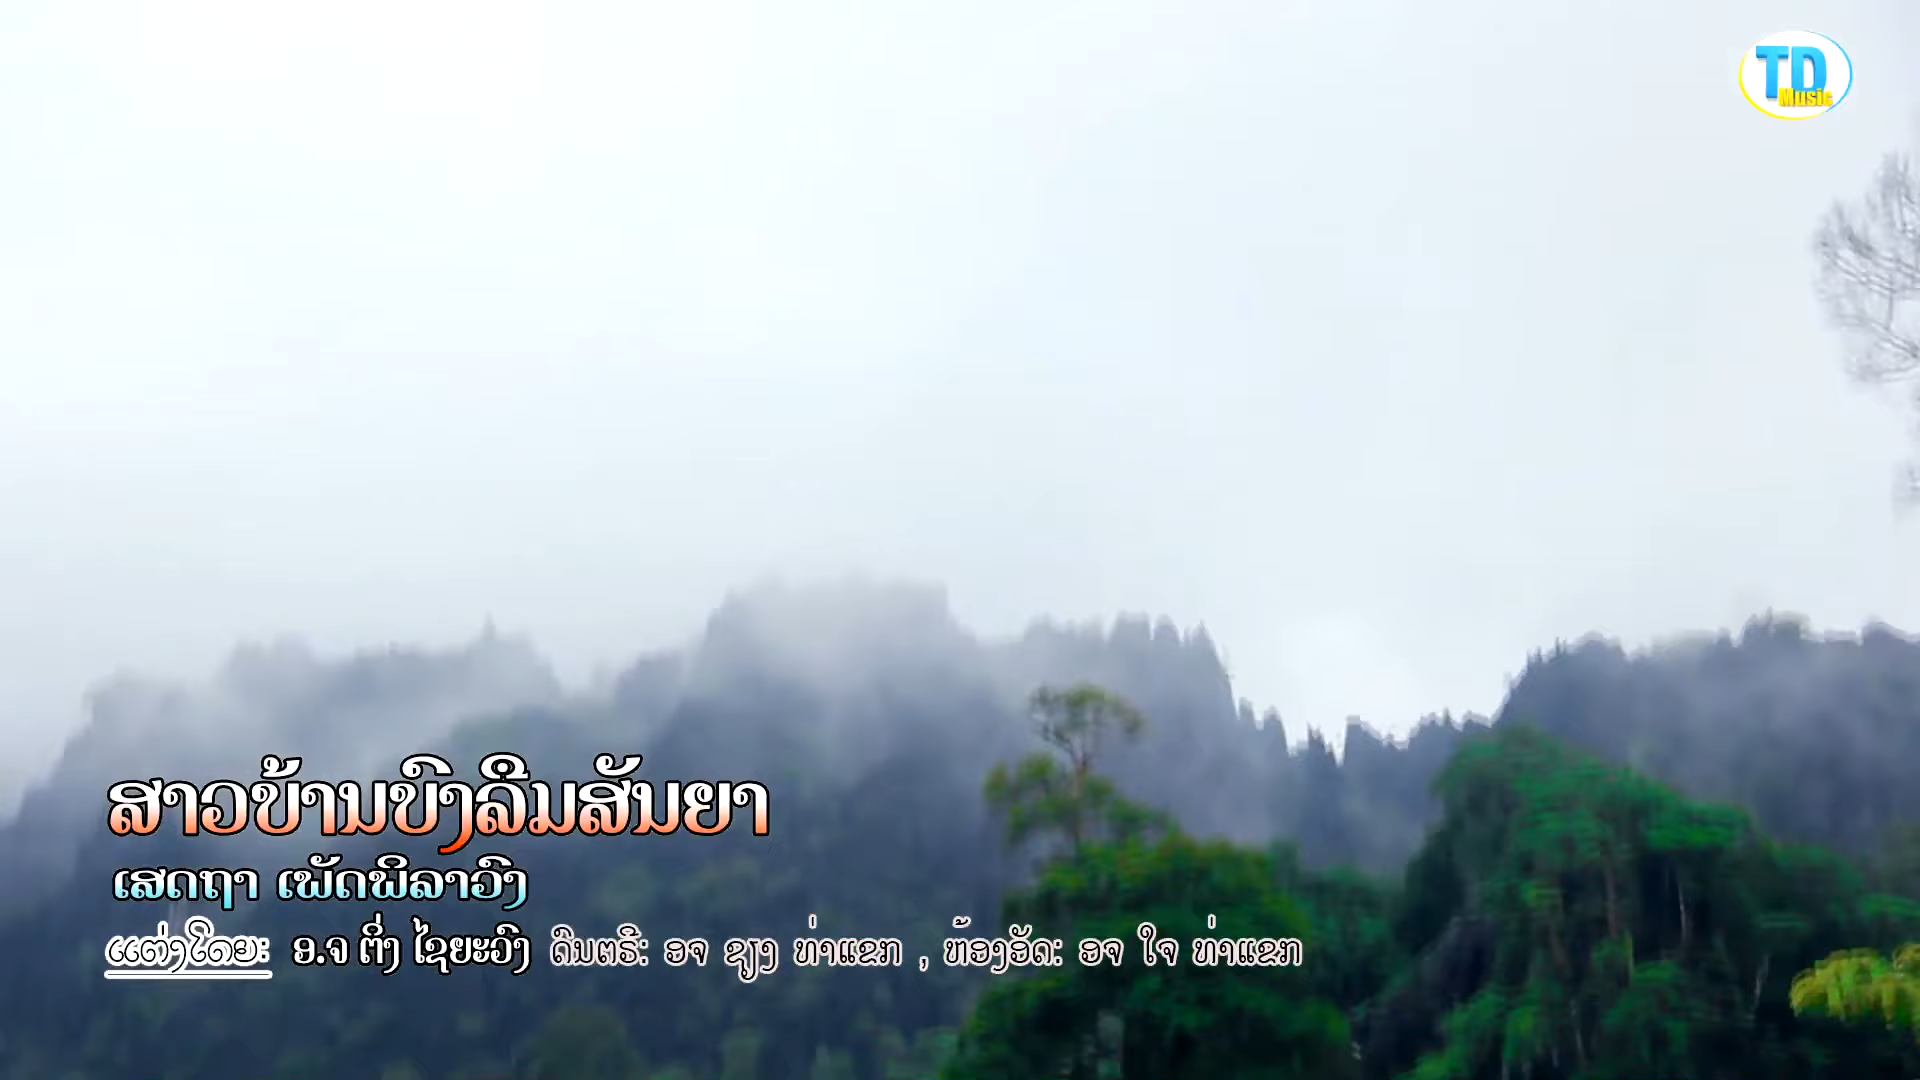 TD
Music
ສາວບ້ານບົງລືມສັນຍາ
ເສດຖາ ເພັດພິລາວົງ
ແຕ່ງໂດຍ: ອ.ຈ ຕິ່ງ ໄຊຍະວົງ ດົນຕຣີ: ອຈ ຊຽງ ທ່າແຂກ , ຫ້ອງອັດ: ອຈ ໃຈ ທ່າແຂກ